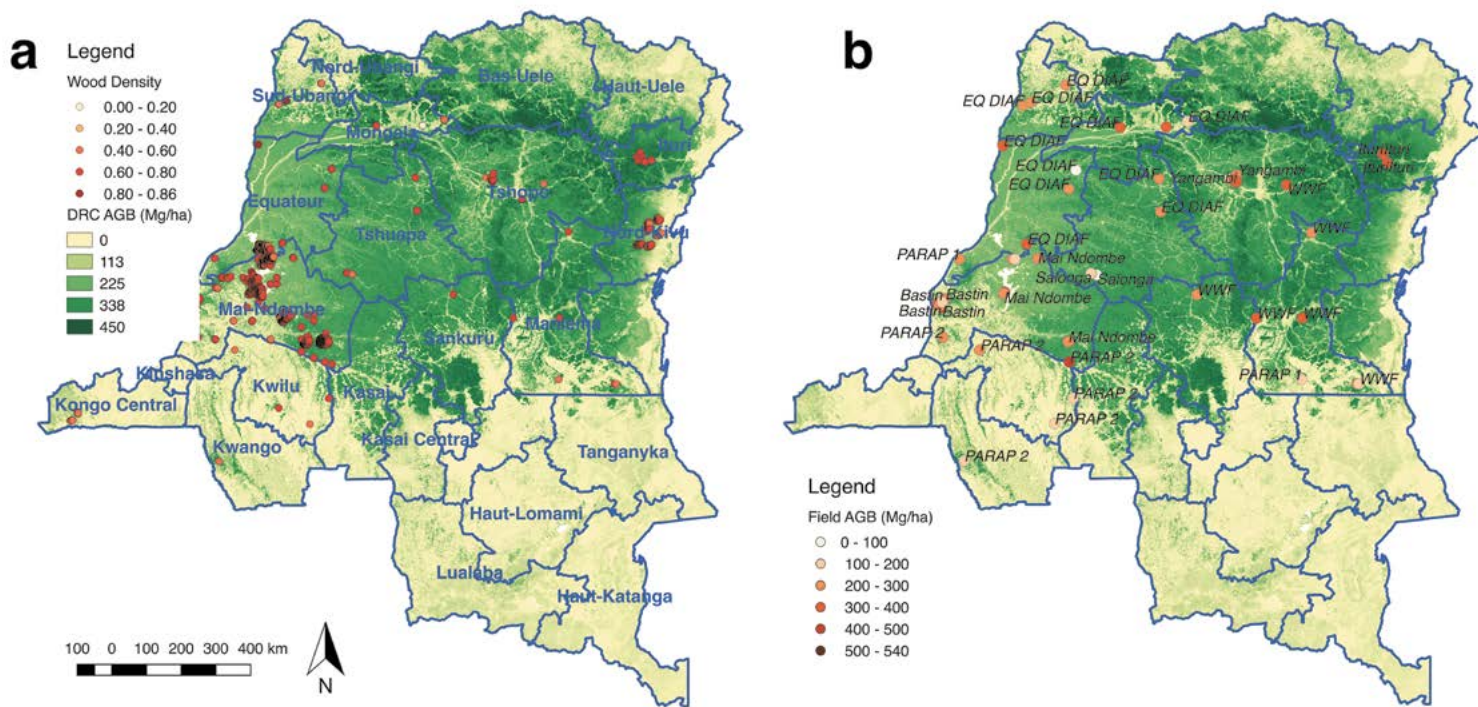 a
Legend
Wood Density
0.00 - 0.20
0.20 - 0.40
0.40 - 0.60
0.60 - 0.80
0.80 - 0.86
DRC AGB (Mg/ha)
0
113
225
338
450
Nord-Ubangi
Sud-Ubangi
Bas-Uele
Haut-Uele
Mongala
Ituri
Equateur
Tshopo
Tshuapa
Nord-Kivu
Mai-Ndombe
Sankuru
Maniema
Kinshasa
Kwilu
Kasai
Kongo Central
Kwango
Kasai Central
Tanganyka
Haut-Lomami
Lualaba
Haut-Katanga
100 0 100 200 300 400 km
N
b
EQ DIAF
EQ DIAF
EQ DIAF
EQ DIAF
EQ DIAF
EQ DIAF
EQ DIAF
EQ DIAF
EQ DIAF
Yangambi
Yangambi
WWF
EQ DIAF
EQ DIAF
WWF
PARAP 1
Mai Ndombe
Salonga
Salonga
Bastin
Bastin
Mai Ndombe
WWF
Bastin
Bastin
WWF
WWF
PARAP 2
PARAP 2
Mai Ndombe
PARAP 2
PARAP 1
WWF
PARAP 2
PARAP 2
PARAP 2
Legend
Field AGB (Mg/ha)
0 - 100
100 - 200
200 - 300
300 - 400
400 - 500
500 - 540